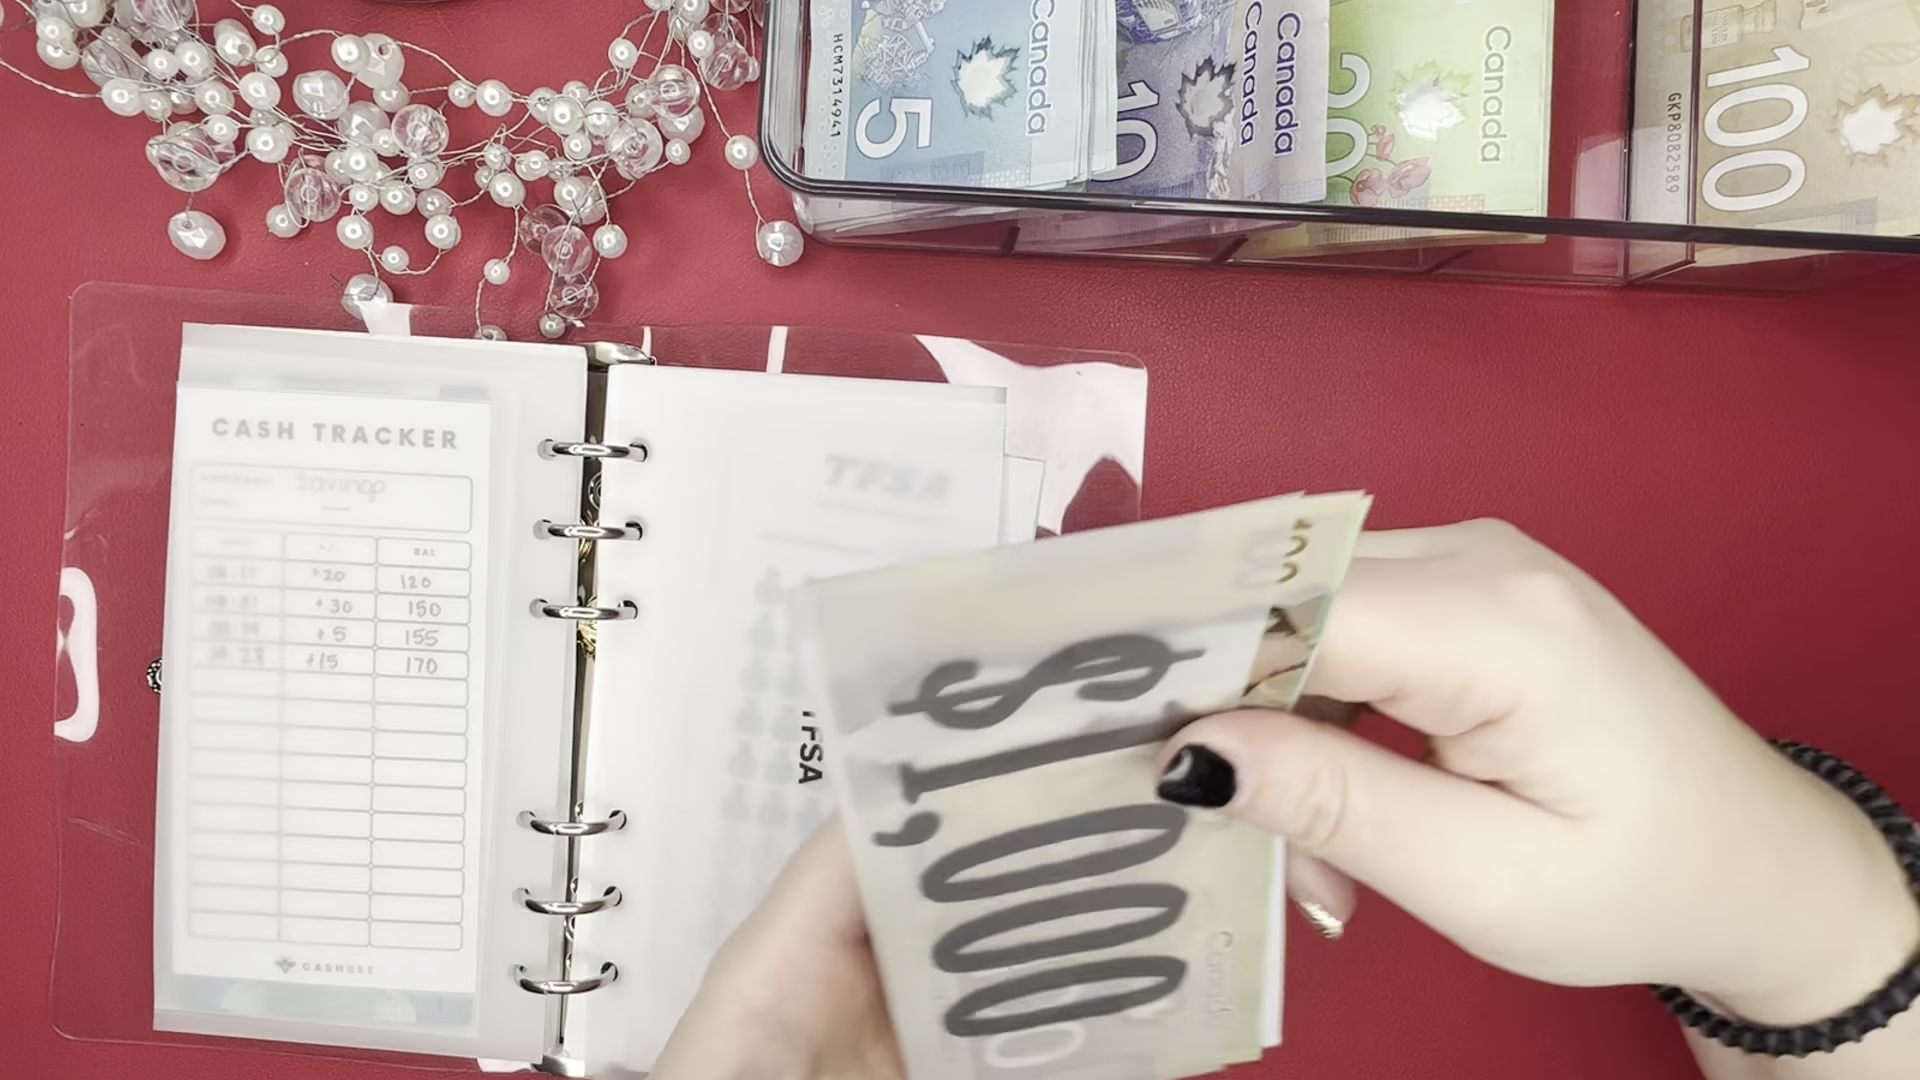 HCM7314941
5
Canada
10
Canada
Canada
20
Canada
GKP8082589
100
CASH TRACKER
Savings
BAL
+20 120
+30 150
+5 155
+15 170
CASHBEE
TFSA
TFSA
100
$1,000
Canada